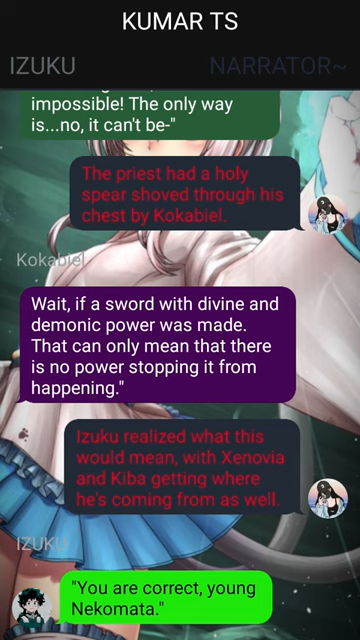 KUMAR TS
IZUKU NARRATOR~
impossible! The only way
is...no, it can't be-"
The priest had a holy
spear shoved through his
chest by Kokabiel.
Kokabiel
Wait, if a sword with divine and
demonic power was made.
That can only mean that there
is no power stopping it from
happening."
Izuku realized what this
would mean, with Xenovia
and Kiba getting where
he's coming from as well.
IZUKU
"You are correct, young
Nekomata."